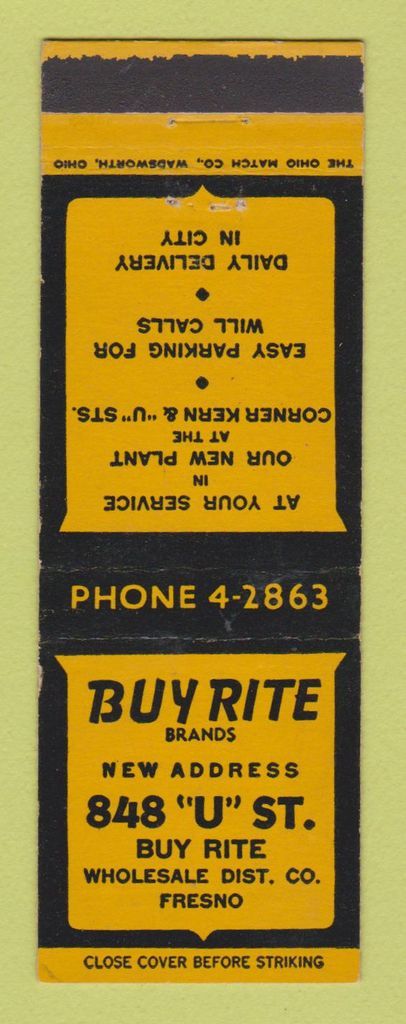 THE OHIO MATCH CO., WADSWORTH, OHIO
AT YOUR SERVICE
IN
OUR NEW PLANT
AT THE
CORNER KERN & "U" STS.
•
EASY PARKING FOR
WILL CALLS
•
DAILY DELIVERY
IN CITY
PHONE 4-2863
BUY RITE
BRANDS
NEW ADDRESS
848 "U" ST.
BUY RITE
WHOLESALE DIST. CO.
FRESNO
CLOSE COVER BEFORE STRIKING